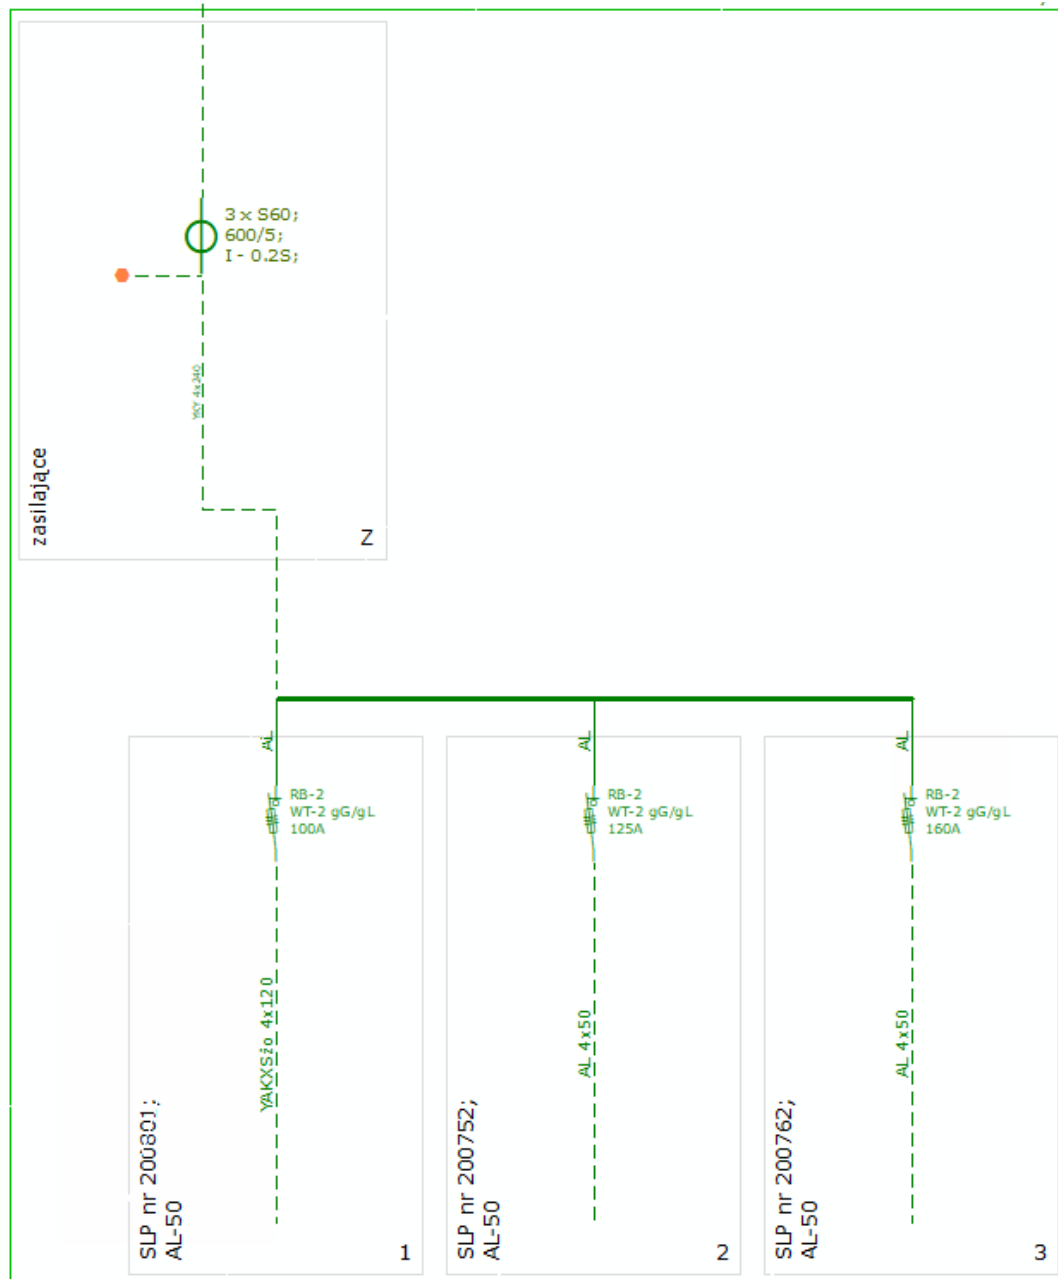 3 x S60;
600/5;
I - 0.2S;
YKY 4x240
zasilające
Z
AL
RB-2
WT-2 gG/gL
100A
YAKXSżo 4x120
SLP nr 200801;
AL-50
1
AL
RB-2
WT-2 gG/gL
125A
AL 4x50
SLP nr 200752;
AL-50
2
AL
RB-2
WT-2 gG/gL
160A
AL 4x50
SLP nr 200762;
AL-50
3